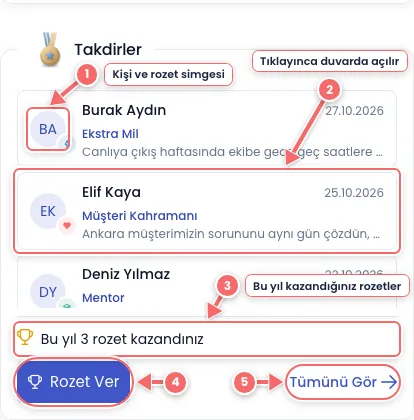 Takdirler
1
Kişi ve rozet simgesi
Tıklayınca duvarda açılır
2
BA
Burak Aydın
27.10.2026
Ekstra Mil
Canlıya çıkış haftasında ekibe geç saatlere ...
EK
Elif Kaya
25.10.2026
Müşteri Kahramanı
Ankara müşterimizin sorununu aynı gün çözdün, ...
DY
Deniz Yılmaz
Mentor
3
Bu yıl kazandığınız rozetler
Bu yıl 3 rozet kazandınız
Rozet Ver
4
5
Tümünü Gör